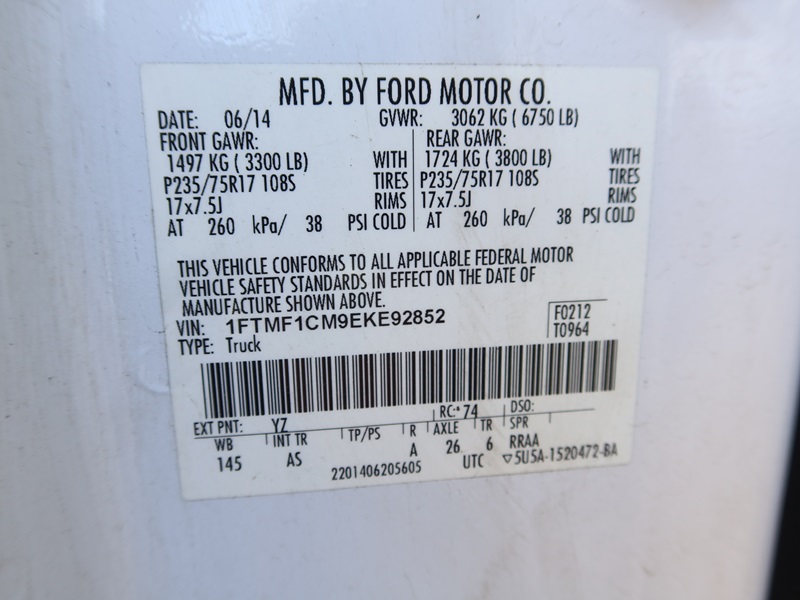 MFD. BY FORD MOTOR CO.
DATE: 06/14 GVWR: 3062 KG ( 6750 LB)
FRONT GAWR: REAR GAWR:
1497 KG ( 3300 LB) WITH 1724 KG ( 3800 LB) WITH
P235/75R17 108S TIRES P235/75R17 108S TIRES
17x7.5J RIMS 17x7.5J RIMS
AT 260 kPa/ 38 PSI COLD AT 260 kPa/ 38 PSI COLD
THIS VEHICLE CONFORMS TO ALL APPLICABLE FEDERAL MOTOR
VEHICLE SAFETY STANDARDS IN EFFECT ON THE DATE OF
MANUFACTURE SHOWN ABOVE.
VIN: 1FTMF1CM9EKE92852 F0212
TYPE: Truck T0964
EXT PNT: YZ RC: 74 DSO:
WB INT TR TP/PS R AXLE TR SPR
145 AS A 26 6 RRAA
2201406205605 UTC ▽5U5A-1520472-BA